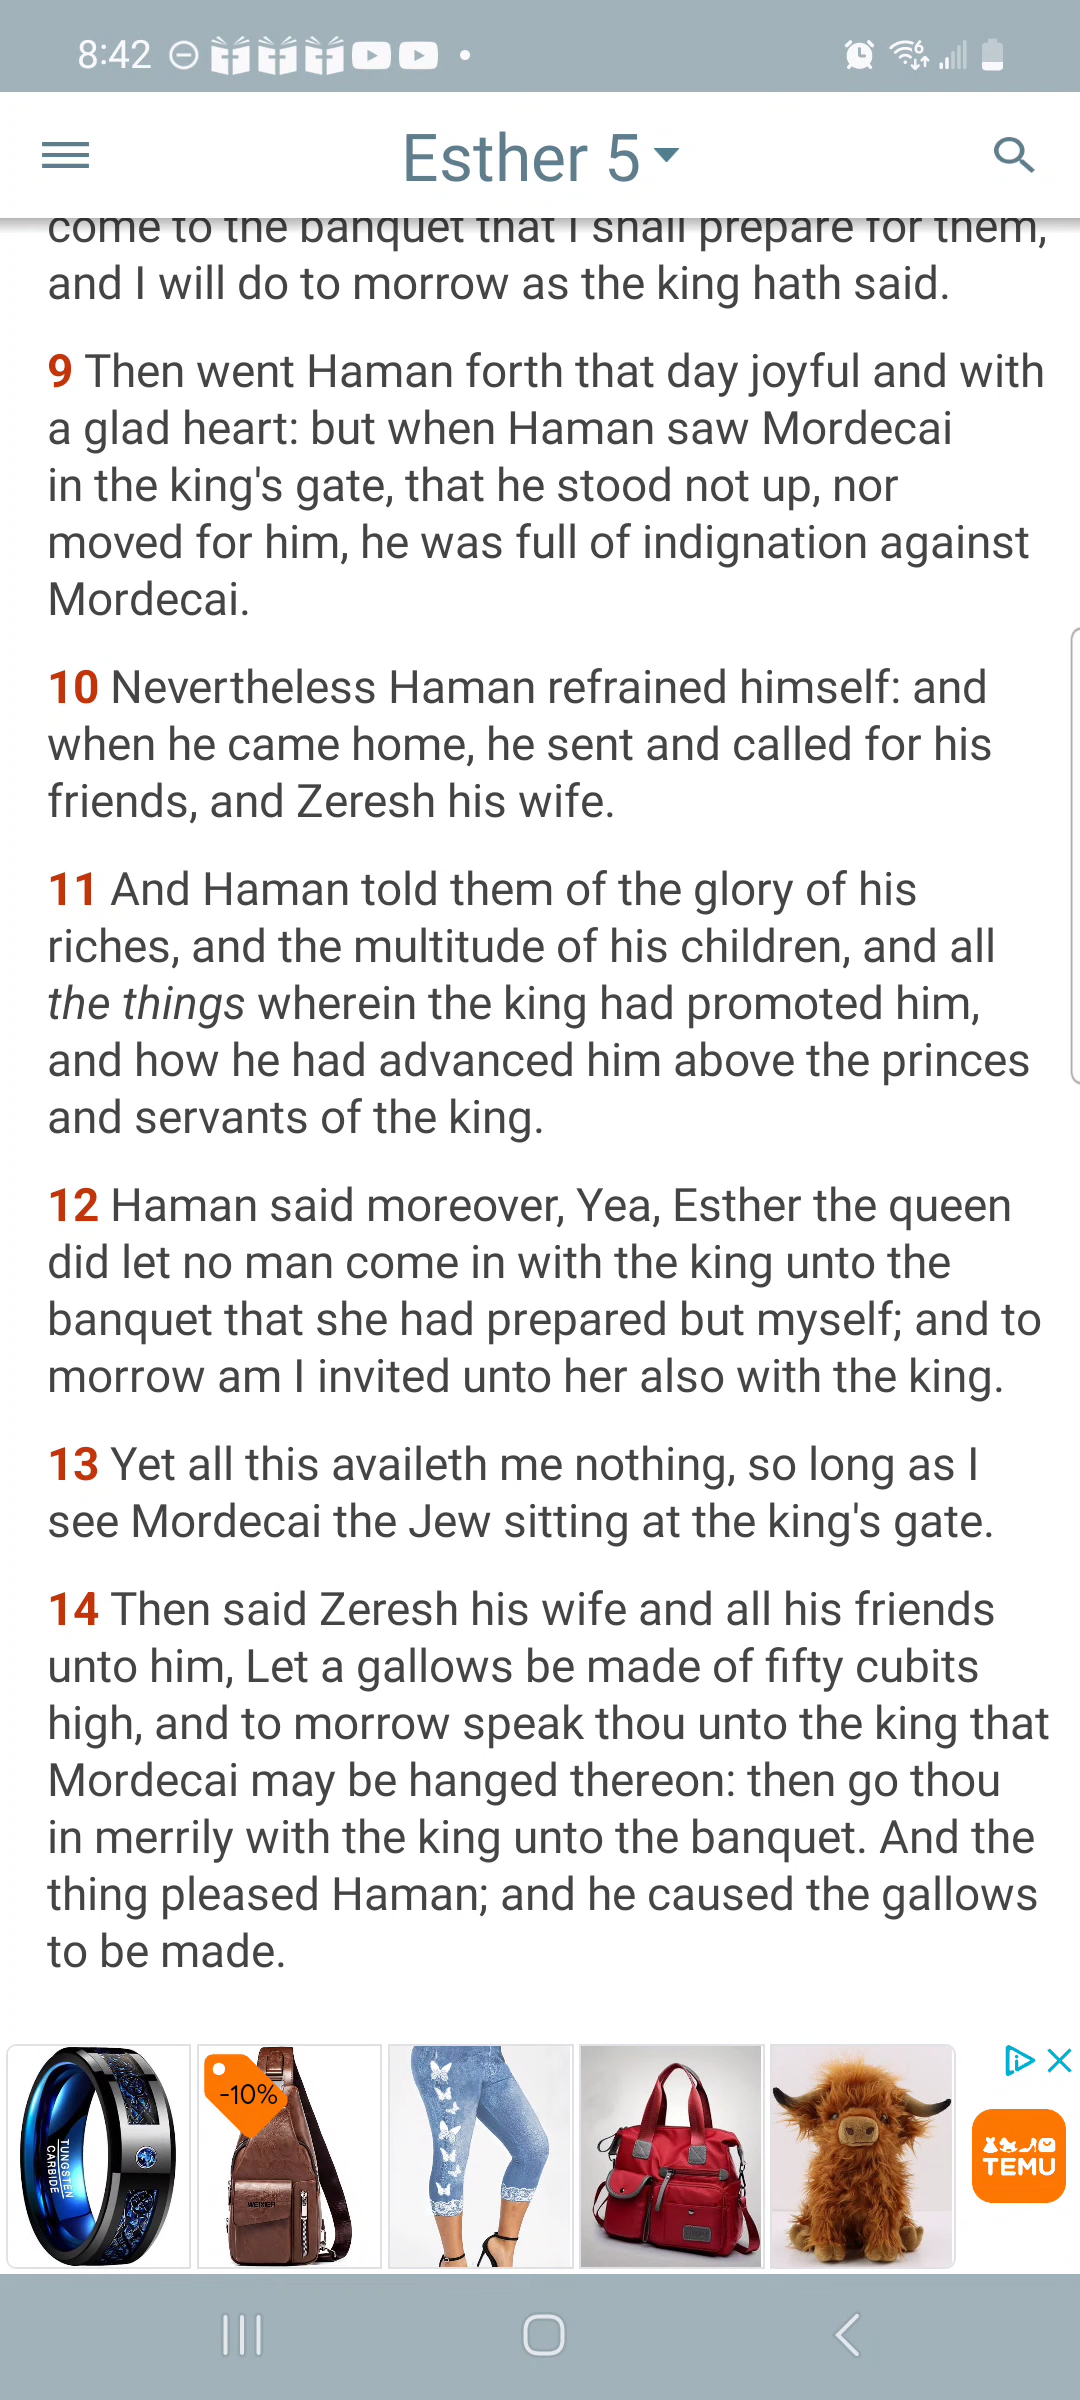 8:42
Esther 5
come to the banquet that I shall prepare for them,
and I will do to morrow as the king hath said.
9 Then went Haman forth that day joyful and with
a glad heart: but when Haman saw Mordecai
in the king's gate, that he stood not up, nor
moved for him, he was full of indignation against
Mordecai.
10 Nevertheless Haman refrained himself: and
when he came home, he sent and called for his
friends, and Zeresh his wife.
11 And Haman told them of the glory of his
riches, and the multitude of his children, and all
the things wherein the king had promoted him,
and how he had advanced him above the princes
and servants of the king.
12 Haman said moreover, Yea, Esther the queen
did let no man come in with the king unto the
banquet that she had prepared but myself; and to
morrow am I invited unto her also with the king.
13 Yet all this availeth me nothing, so long as I
see Mordecai the Jew sitting at the king's gate.
14 Then said Zeresh his wife and all his friends
unto him, Let a gallows be made of fifty cubits
high, and to morrow speak thou unto the king that
Mordecai may be hanged thereon: then go thou
in merrily with the king unto the banquet. And the
thing pleased Haman; and he caused the gallows
to be made.
TUNGSTEN
CARBIDE
-10%
WEIXIER
TEMU